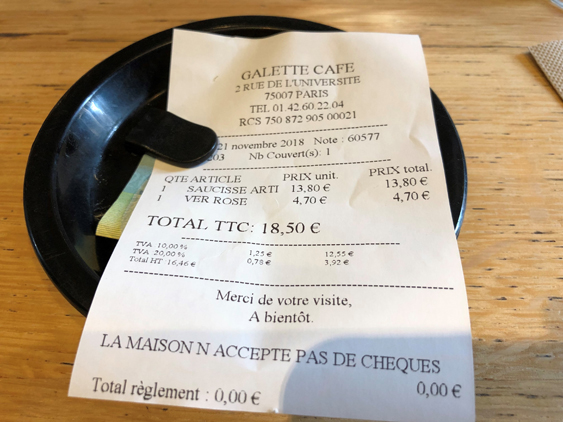 GALETTE CAFE
2 RUE DE L'UNIVERSITE
75007 PARIS
TEL 01.42.60.22.04
RCS 750 872 905 00021
21 novembre 2018 Note : 60577
203 Nb Couvert(s): 1
QTE ARTICLE PRIX unit. PRIX total.
1 SAUCISSE ARTI 13,80 € 13,80 €
1 VER ROSE 4,70 € 4,70 €
TOTAL TTC: 18,50 €
TVA 10,00 % 1,25 € 12,55 €
TVA 20,00 % 0,78 € 3,92 €
Total HT :16,46 €
Merci de votre visite,
A bientôt.
LA MAISON N ACCEPTE PAS DE CHEQUES
0,00 €
Total règlement : 0,00 €